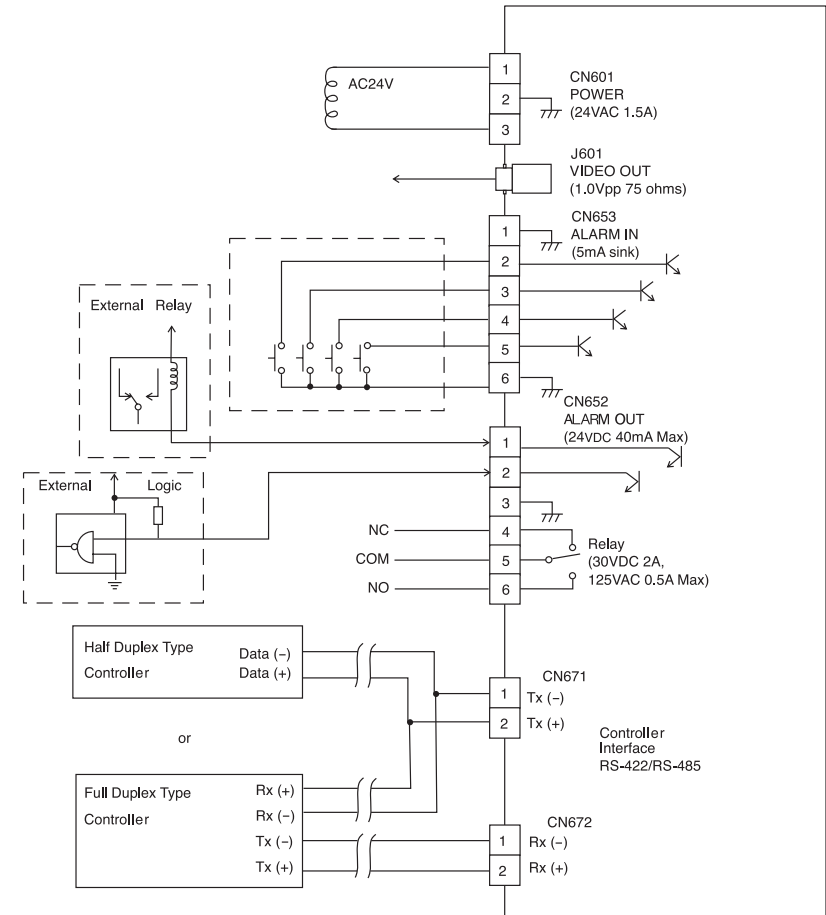 AC24V
1
2
3
CN601
POWER
(24VAC 1.5A)
J601
VIDEO OUT
(1.0Vpp 75 ohms)
CN653
ALARM IN
(5mA sink)
1
2
3
4
5
6
External Relay
CN652
ALARM OUT
(24VDC 40mA Max)
1
2
3
4
5
6
External Logic
NC
COM
NO
Relay
(30VDC 2A,
125VAC 0.5A Max)
Half Duplex Type
Controller
Data (−)
Data (+)
CN671
1 Tx (−)
2 Tx (+)
or
Controller
Interface
RS-422/RS-485
Full Duplex Type
Controller
Rx (+)
Rx (−)
Tx (−)
Tx (+)
CN672
1 Rx (−)
2 Rx (+)